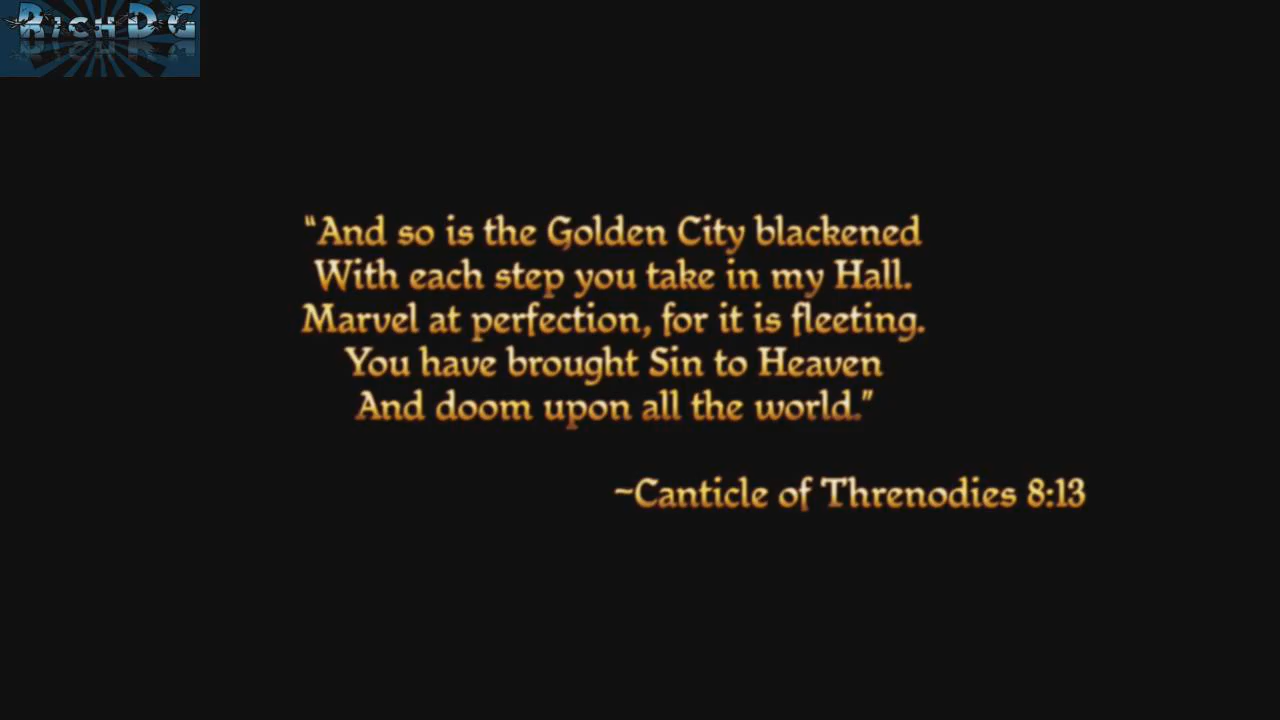 RICH DG
"And so is the Golden City blackened
With each step you take in my Hall.
Marvel at perfection, for it is fleeting.
You have brought Sin to Heaven
And doom upon all the world."
~Canticle of Threnodies 8:13